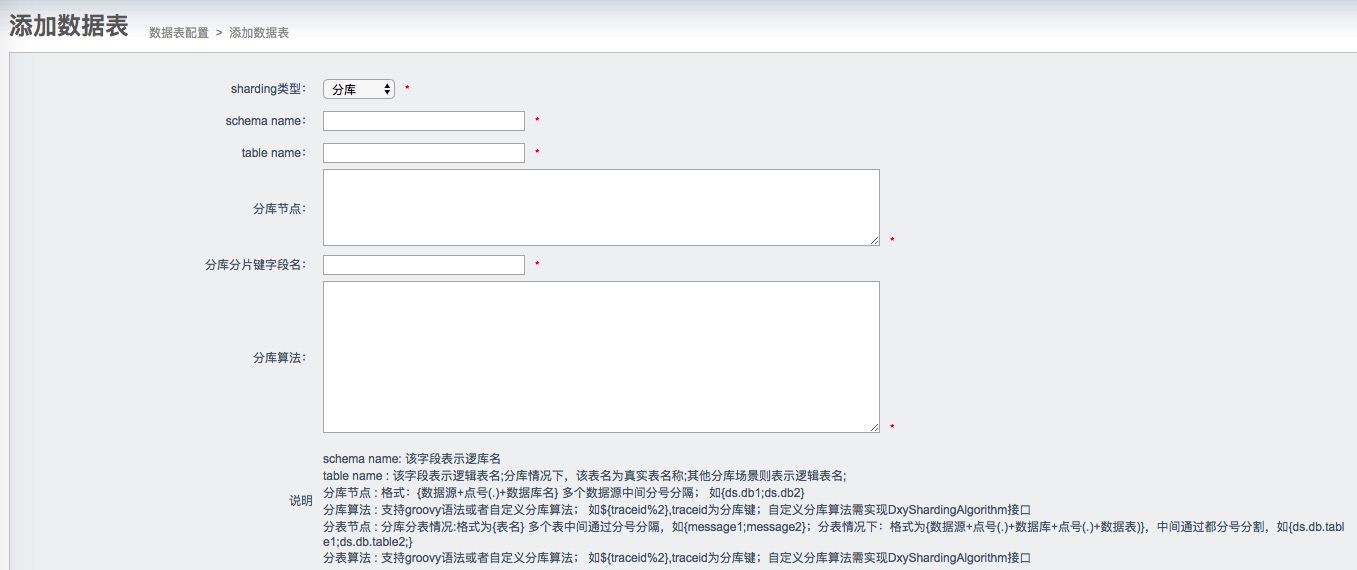 添加数据表 数据表配置 > 添加数据表
sharding类型： 分库 *
schema name： *
table name： *
分库节点： *
分库分片键字段名： *
分库算法： *
说明
schema name: 该字段表示逻库名
table name : 该字段表示逻辑表名;分库情况下，该表名为真实表名称;其他分库场景则表示逻辑表名;
分库节点 : 格式：{数据源+点号(.)+数据库名} 多个数据源中间分号分隔； 如{ds.db1;ds.db2}
分库算法 : 支持groovy语法或者自定义分库算法； 如${traceid%2},traceid为分库键；自定义分库算法需实现DxyShardingAlgorithm接口
分表节点 : 分库分表情况:格式为{表名} 多个表中间通过分号分隔，如{message1;message2}；分表情况下：格式为{数据源+点号(.)+数据库+点号(.)+数据表)}，中间通过都分号分割，如{ds.db.tabl
e1;ds.db.table2;}
分表算法 : 支持groovy语法或者自定义分库算法； 如${traceid%2},traceid为分库键；自定义分库算法需实现DxyShardingAlgorithm接口